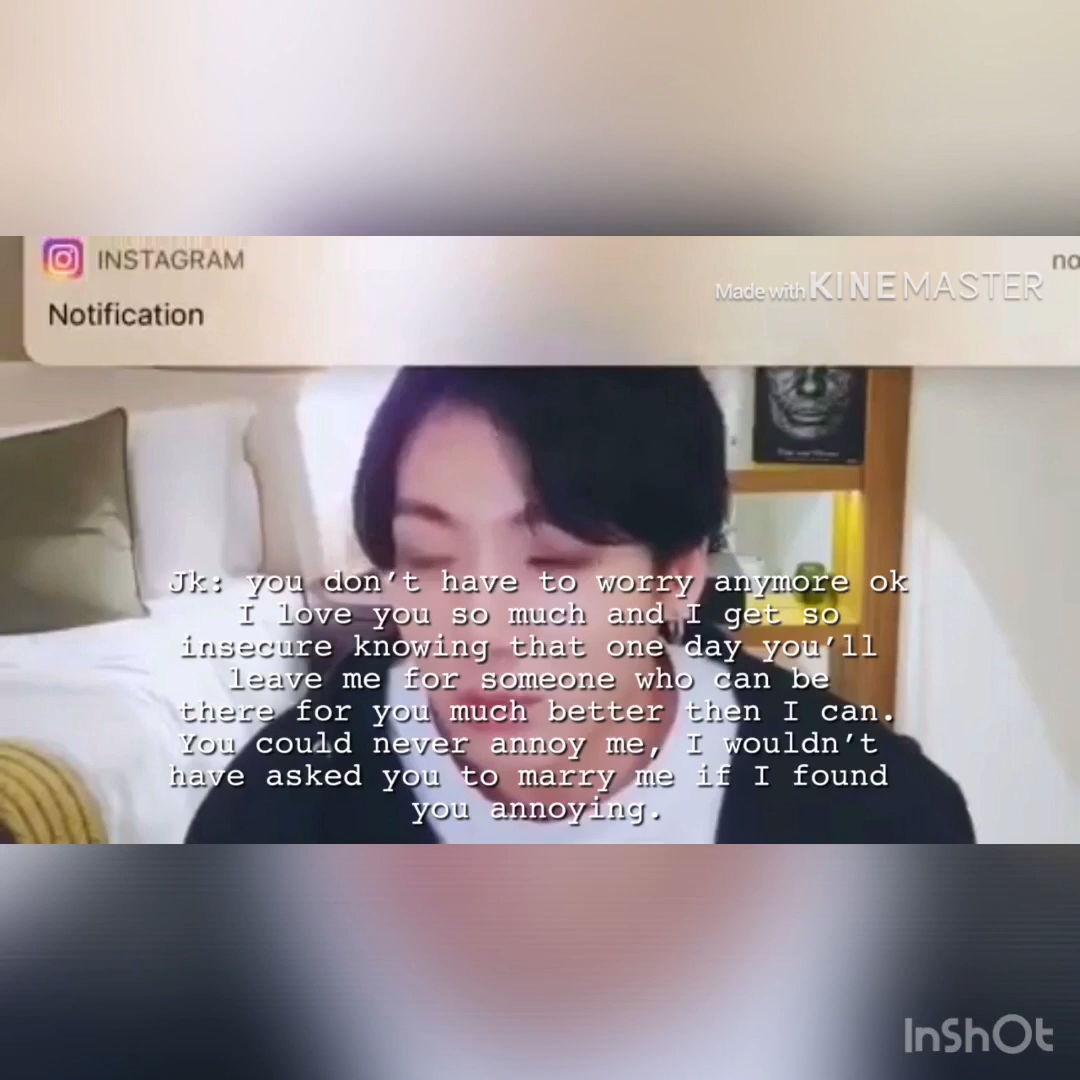 INSTAGRAM
no
Notification
Made with KINEMASTER
Jk: you don’t have to worry anymore ok
I love you so much and I get so
insecure knowing that one day you’ll
leave me for someone who can be
there for you much better then I can.
You could never annoy me, I wouldn’t
have asked you to marry me if I found
you annoying.
InShOt